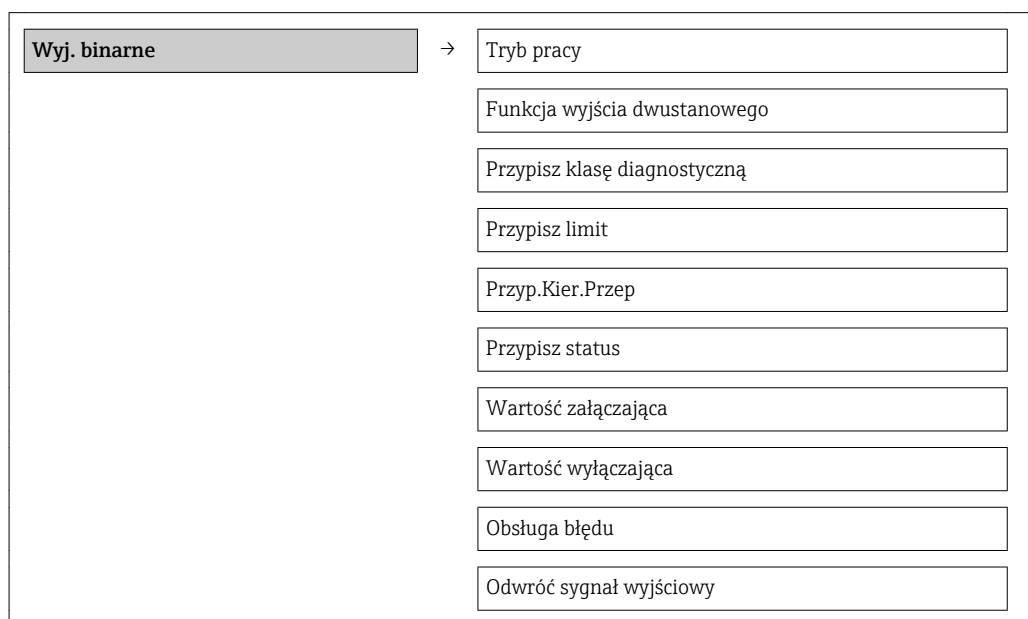 Wyj. binarne → Tryb pracy
Funkcja wyjścia dwustanowego
Przypisz klasę diagnostyczną
Przypisz limit
Przyp.Kier.Przep
Przypisz status
Wartość załączająca
Wartość wyłączająca
Obsługa błędu
Odwróć sygnał wyjściowy